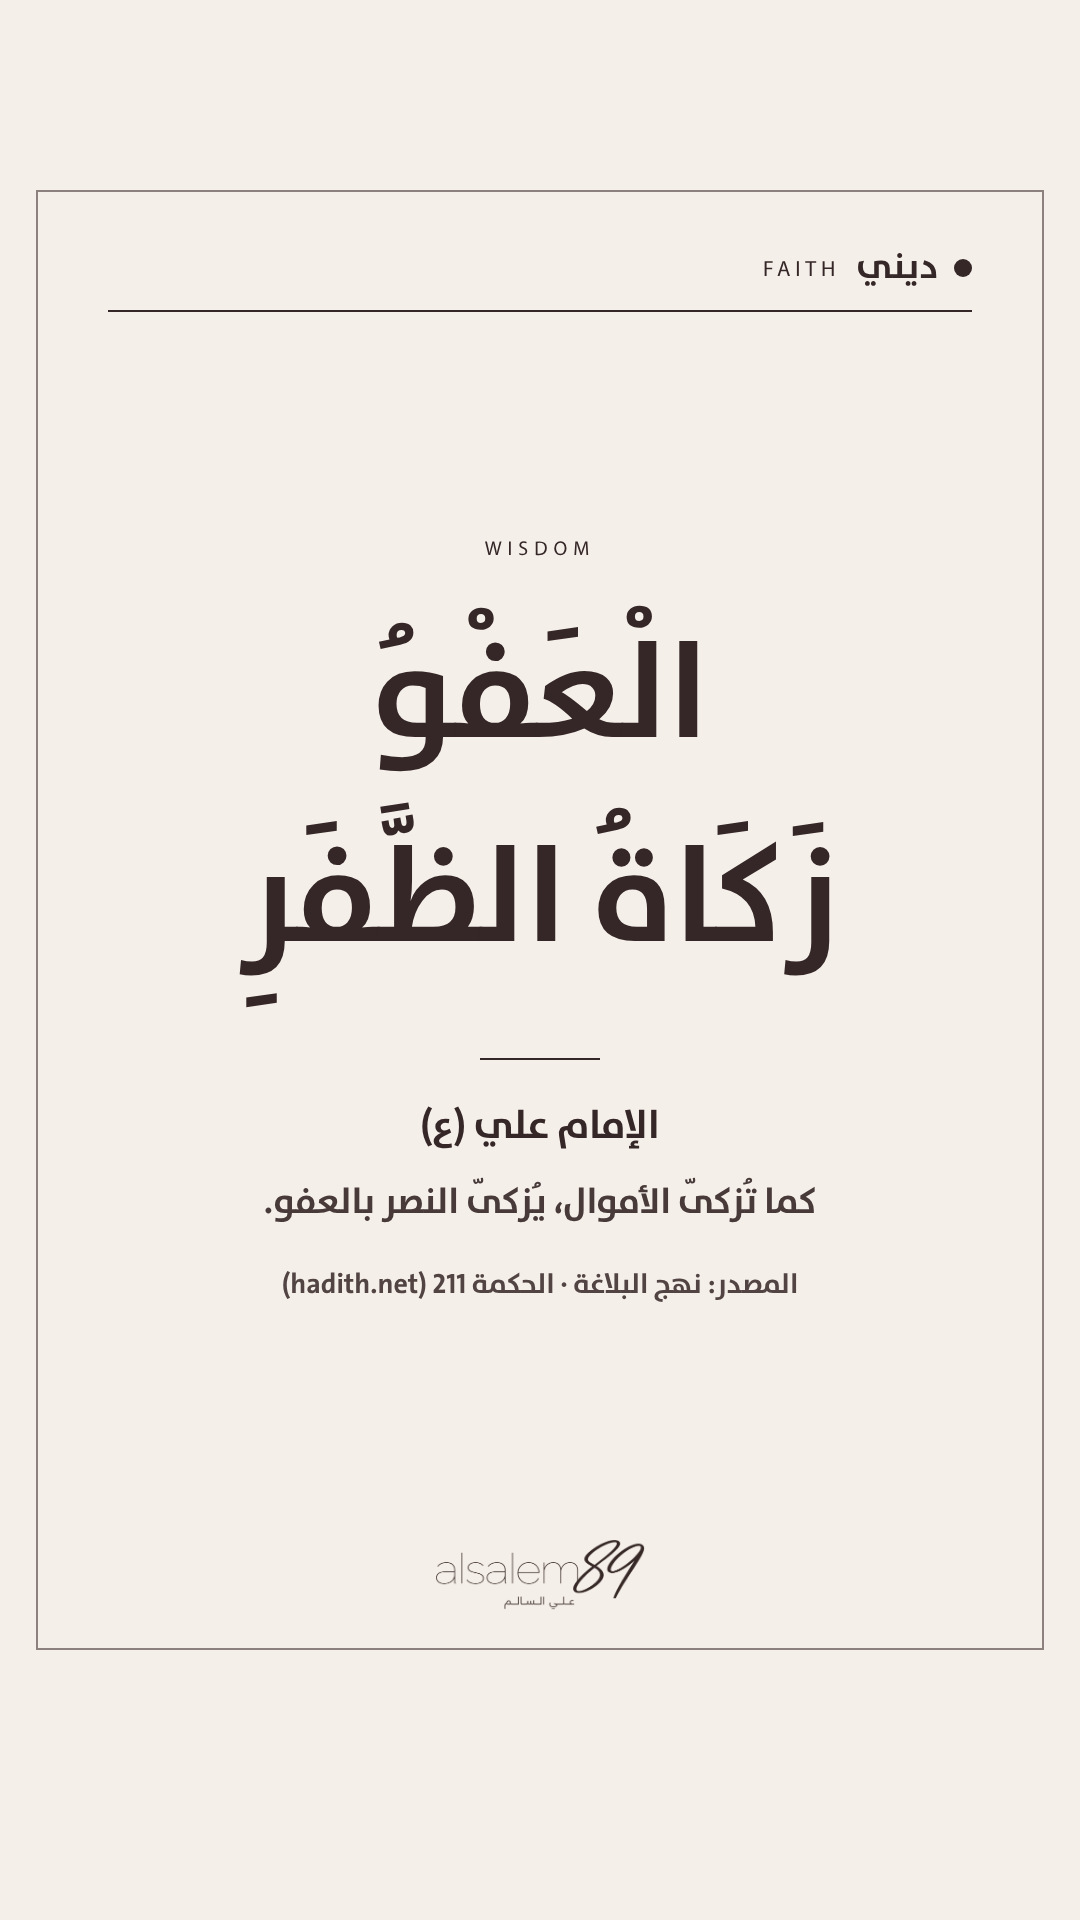 ديني FAITH
WISDOM
الْعَفْوُ
زَكَاةُ الظَّفَرِ
الإمام علي (ع)
كما تُزكىّ الأموال، يُزكىّ النصر بالعفو.
المصدر: نهج البلاغة · الحكمة 211 (hadith.net)
alsalem89
علي السالم